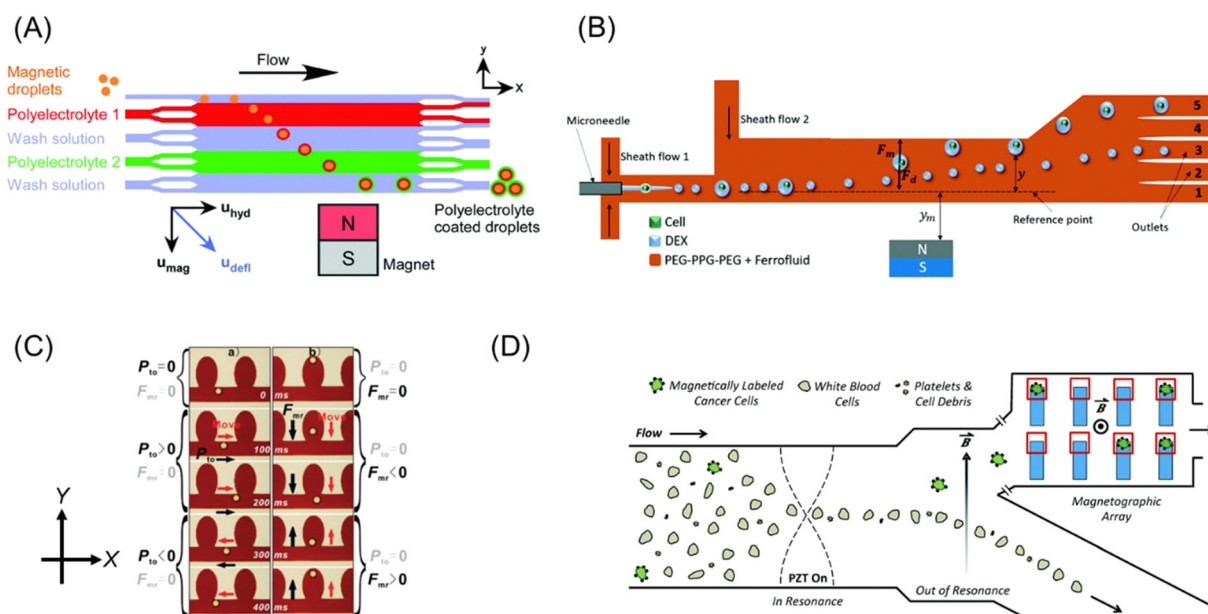 (A)
Flow
y
x
Magnetic
droplets
Polyelectrolyte 1
Wash solution
Polyelectrolyte 2
Wash solution
u_hyd
u_mag
u_defl
N
S
Magnet
Polyelectrolyte
coated droplets
(B)
Microneedle
Sheath flow 1
Sheath flow 2
F_m
F_d
y
y_m
Reference point
Outlets
5
4
3
2
1
Cell
DEX
PEG-PPG-PEG + Ferrofluid
N
S
(C)
Y
X
a)
b)
P_to=0
F_mr=0
0
ms
P_to=0
F_mr=0
P_to>0
F_mr=0
Move
P_to
100
F_mr
Move
ms
200
ms
P_to=0
F_mr<0
P_to<0
F_mr=0
300
ms
400
ms
P_to=0
F_mr>0
(D)
Magnetically Labeled
Cancer Cells
White Blood
Cells
Platelets &
Cell Debris
Flow
B
B
PZT On
In Resonance
Out of Resonance
Magnetographic
Array